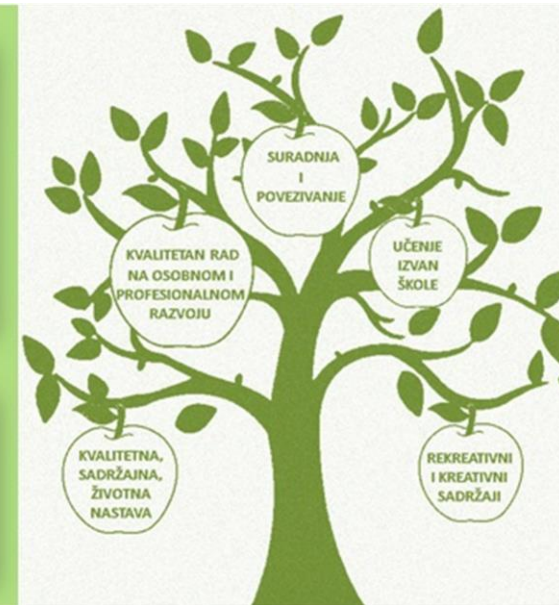 SURADNJA
I
POVEZIVANJE
KVALITETAN RAD
NA OSOBNOM I
PROFESIONALNOM
RAZVOJU
UČENJE
IZVAN
ŠKOLE
KVALITETNA,
SADRŽAJNA,
ŽIVOTNA
NASTAVA
REKREATIVNI
I KREATIVNI
SADRŽAJI